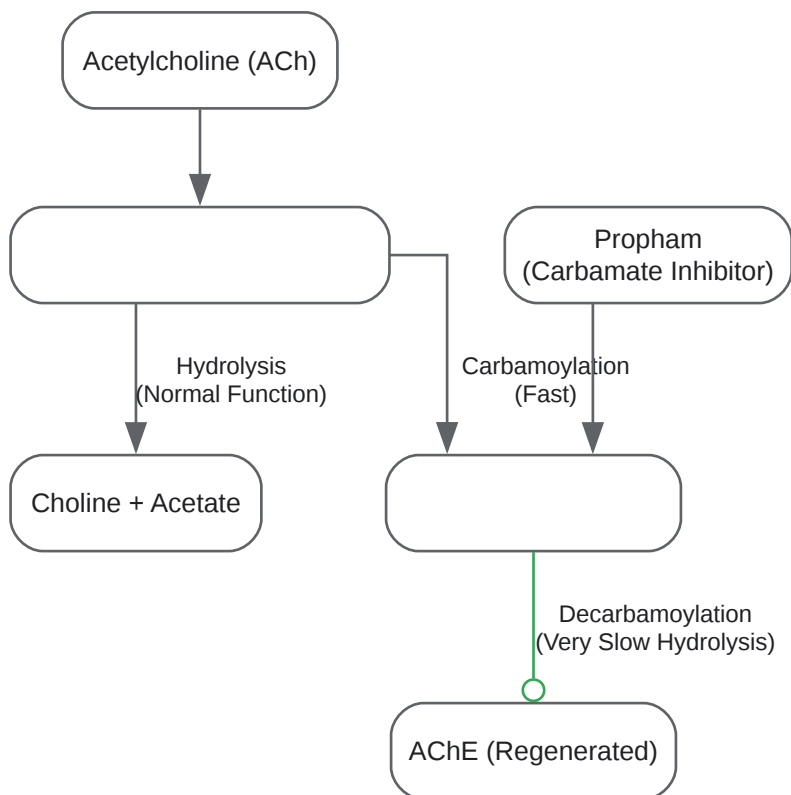 Acetylcholine (ACh)
Propham
(Carbamate Inhibitor)
Hydrolysis
(Normal Function)
Carbamoylation
(Fast)
Choline + Acetate
Decarbamoylation
(Very Slow Hydrolysis)
AChE (Regenerated)